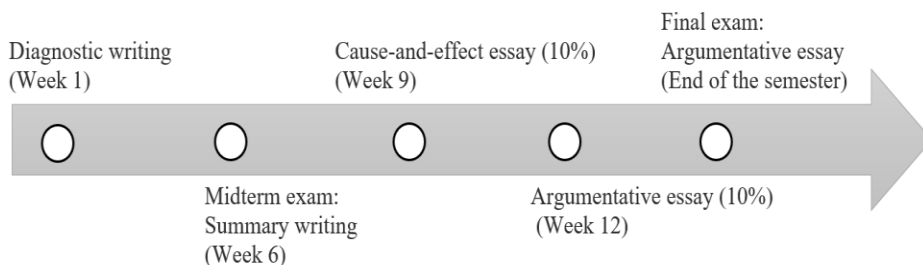 Diagnostic writing
(Week 1)
Midterm exam:
Summary writing
(Week 6)
Cause-and-effect essay (10%)
(Week 9)
Argumentative essay (10%)
(Week 12)
Final exam:
Argumentative essay
(End of the semester)